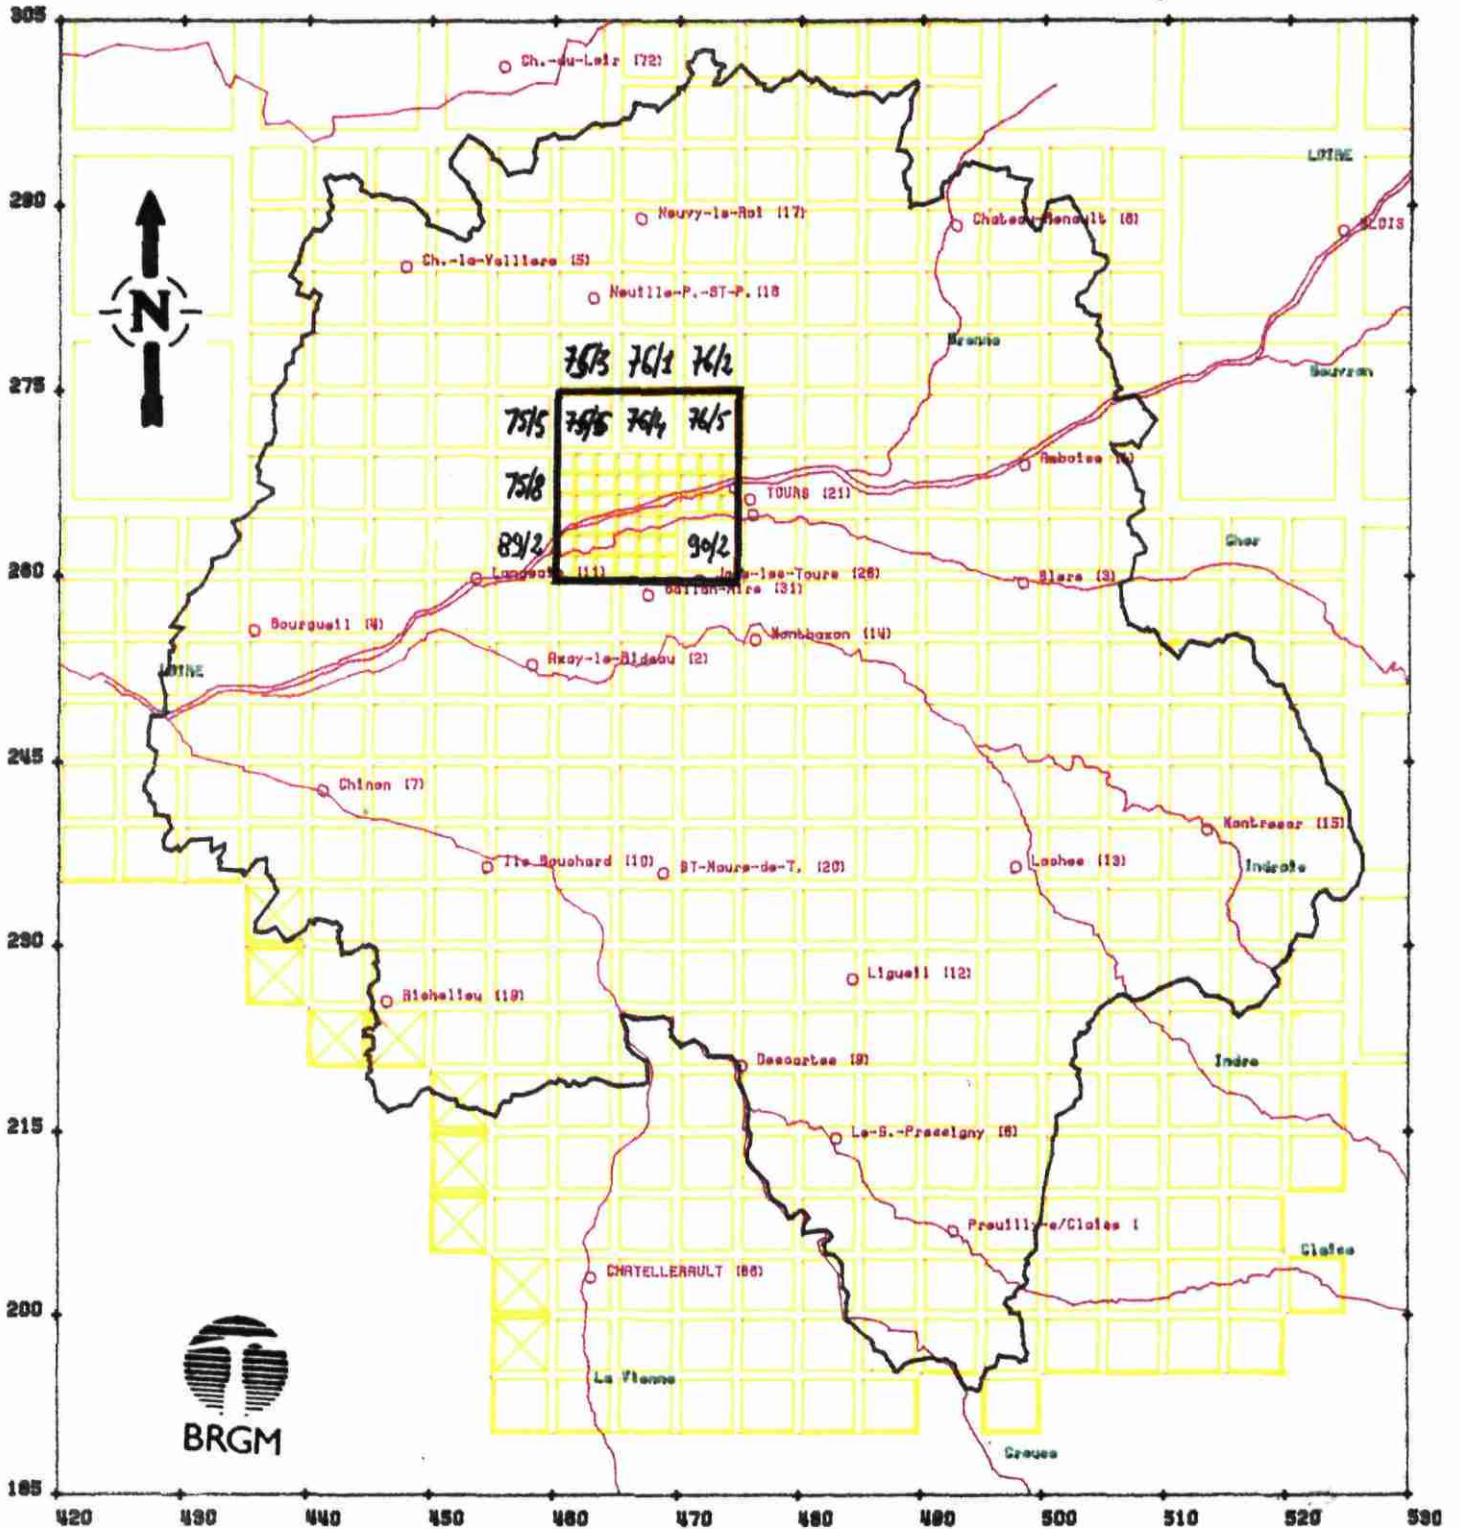 305
Ch.-du-Loir (72)
LOIRE
290
Neuvy-le-Roi (17)
Chateau-Renault (6)
BLOIS
Ch.-la-Valliere (5)
Neuille-P.-ST-P. (16
N
Brenne
76/1 76/2
Beuvron
275
75/5
76/4 76/5
Amboise
75/8
TOURS (21)
89/2
90/2
Cher
260
Langeais (11)
Joue-les-Tours (26)
Blere (3)
Ballan-Mire (31)
Bourgueil (4)
Montbazon (14)
Azay-le-Rideau (2)
LOIRE
245
Chinon (7)
Montresor (15)
Ile Bouchard (10)
ST-Maure-de-T. (20)
Loches (13)
Indrois
230
Ligueil (12)
Richelieu (19)
Descartes (9)
Indre
215
Le-G.-Pressigny (8)
Preuilly-s/Claise (
Claise
CHATELLERAULT (86)
200
La Vienne
BRGM
Creuse
185
420 430 440 450 460 470 480 490 500 510 520 530